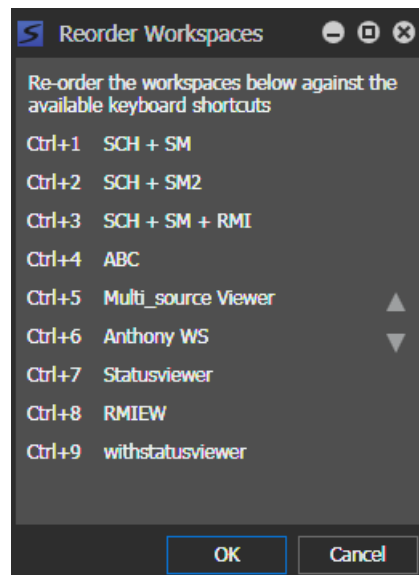 Reorder Workspaces
Re-order the workspaces below against the
available keyboard shortcuts
Ctrl+1 SCH + SM
Ctrl+2 SCH + SM2
Ctrl+3 SCH + SM + RMI
Ctrl+4 ABC
Ctrl+5 Multi_source Viewer
Ctrl+6 Anthony WS
Ctrl+7 Statusviewer
Ctrl+8 RMIEW
Ctrl+9 withstatusviewer
OK Cancel